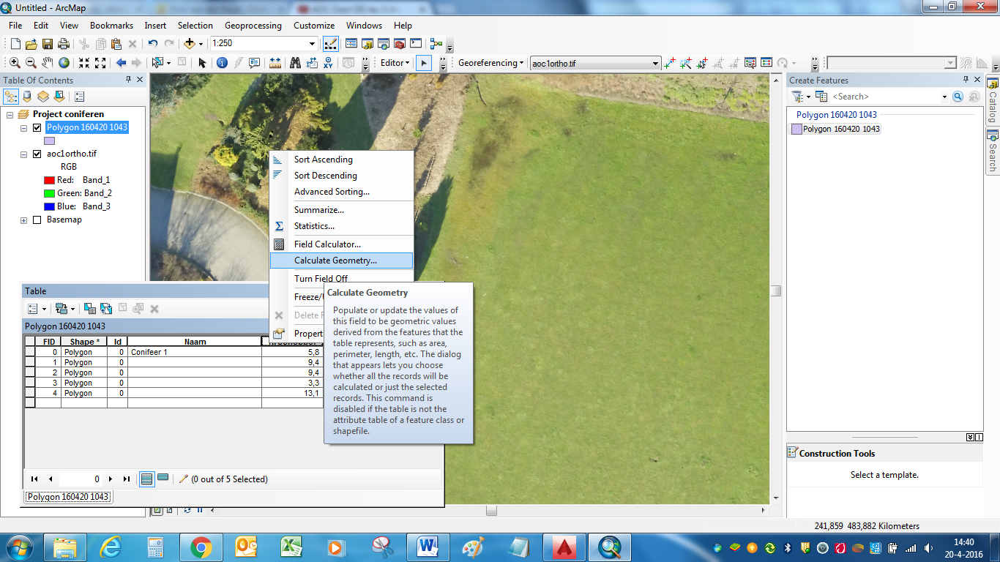 Untitled - ArcMap
File Edit View Bookmarks Insert Selection Geoprocessing Customize Windows Help
1:250
Editor Georeferencing aoc1ortho.tif
Table Of Contents
Project coniferen
Polygon 160420 1043
aoc1ortho.tif
RGB
Red: Band_1
Green: Band_2
Blue: Band_3
Basemap
Sort Ascending
Sort Descending
Advanced Sorting...
Summarize...
Statistics...
Field Calculator...
Calculate Geometry...
Turn Field Off
Calculate Geometry
Populate or update the values of
this field to be geometric values
derived from the features that the
table represents, such as area,
perimeter, length, etc. The dialog
that appears lets you choose
whether all the records will be
calculated or just the selected
records. This command is
disabled if the table is not the
attribute table of a feature class or
shapefile.
Table
Polygon 160420 1043
FID Shape * Id Naam
0 Polygon 0 Conifeer 1 5,8
1 Polygon 0 9,4
2 Polygon 0 9,4
3 Polygon 0 3,3
4 Polygon 0 13,1
0 (0 out of 5 Selected)
Polygon 160420 1043
Create Features
<Search>
Polygon 160420 1043
Polygon 160420 1043
Construction Tools
Select a template.
Catalog
Search
241,859 483,882 Kilometers
14:40
20-4-2016